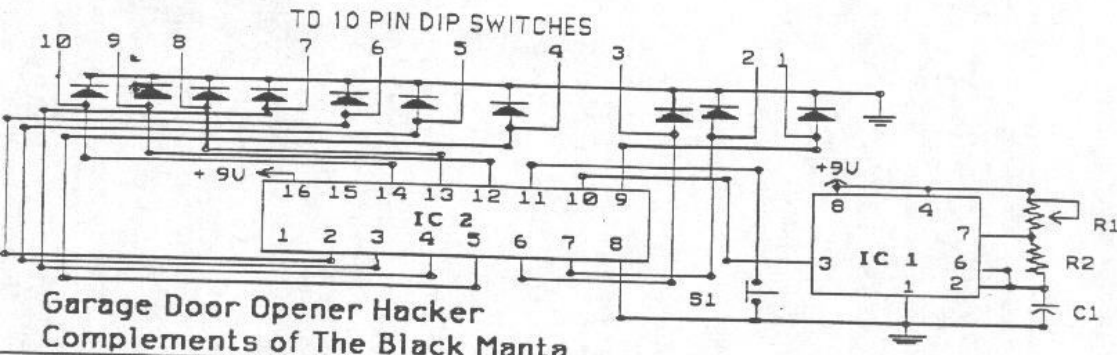 TO 10 PIN DIP SWITCHES
10 9 8 7 6 5 4 3 2 1
+9V
16 15 14 13 12 11 10 9
IC 2
1 2 3 4 5 6 7 8
S1
+9V
8 4
7
3 IC 1 6
1 2
R1
R2
C1
Garage Door Opener Hacker
Complements of The Black Manta